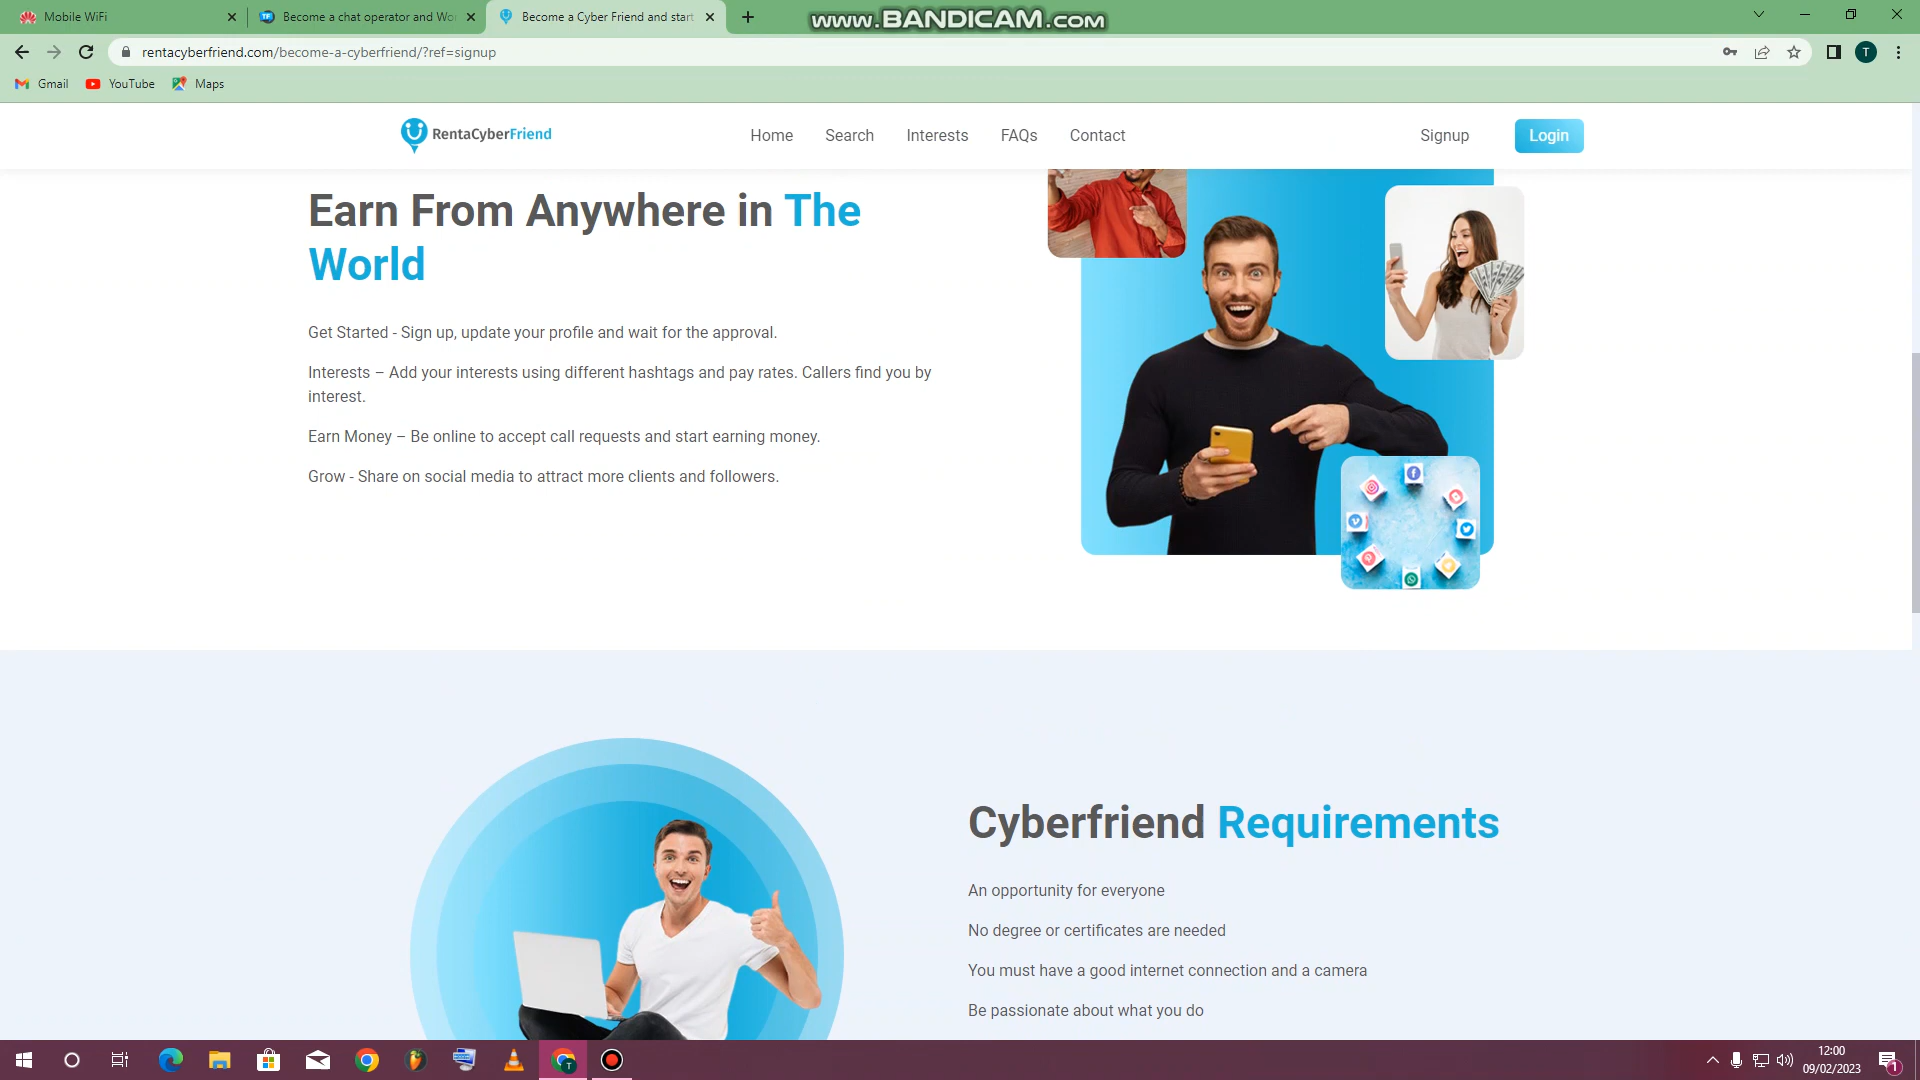 Mobile WiFi
Become a chat operator and Wo
Become a Cyber Friend and start
www.BANDICAM.com
rentacyberfriend.com/become-a-cyberfriend/?ref=signup
T
Gmail
YouTube
Maps
RentaCyberFriend
Home
Search
Interests
FAQs
Contact
Signup
Login
Earn From Anywhere in The
World
Get Started - Sign up, update your profile and wait for the approval.
Interests – Add your interests using different hashtags and pay rates. Callers find you by
interest.
Earn Money – Be online to accept call requests and start earning money.
Grow - Share on social media to attract more clients and followers.
Cyberfriend Requirements
An opportunity for everyone
No degree or certificates are needed
You must have a good internet connection and a camera
Be passionate about what you do
12:00
09/02/2023
1